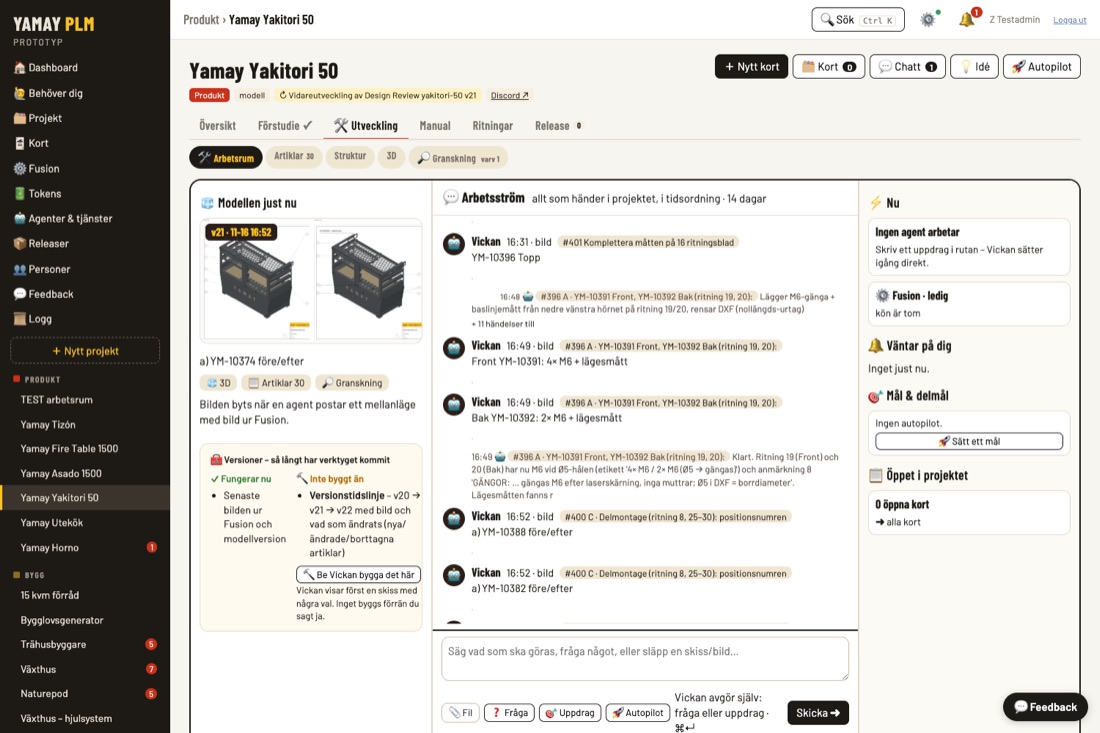 YAMAY PLM
PROTOTYP
Dashboard
Behöver dig
Projekt
Kort
Fusion
Tokens
Agenter & tjänster
Releaser
Personer
Feedback
Logg
+ Nytt projekt
PRODUKT
TEST arbetsrum
Yamay Tizón
Yamay Fire Table 1500
Yamay Asado 1500
Yamay Yakitori 50
Yamay Utekök
Yamay Horno 1
BYGG
15 kvm förråd
Bygglovsgenerator
Trähusbyggare 5
Växthus 7
Naturepod 5
Växthus – hjulsystem
Produkt › Yamay Yakitori 50
Sök Ctrl K
1
Z Testadmin
Logga ut
Yamay Yakitori 50
+ Nytt kort
Kort 0
Chatt 1
Idé
Autopilot
Produkt modell ↻ Vidareutveckling av Design Review yakitori-50 v21 Discord ↗
Översikt Förstudie ✓ Utveckling Manual Ritningar Release 0
Arbetsrum Artiklar 30 Struktur 3D Granskning varv 1
Modellen just nu
v21 · 11-16 16:52
a) YM-10374 före/efter
3D Artiklar 30 Granskning
Bilden byts när en agent postar ett mellanläge
med bild ur Fusion.
Versioner – så långt har verktyget kommit
✓ Fungerar nu
• Senaste
bilden ur
Fusion och
modellversion
Inte byggt än
• Versionstidslinje – v20 →
v21 → v22 med bild och
vad som ändrats (nya/
ändrade/borttagna
artiklar)
Be Vickan bygga det här
Vickan visar först en skiss med
några val. Inget byggs förrän du
sagt ja.
Arbetsström allt som händer i projektet, i tidsordning · 14 dagar
Vickan 16:31 · bild #401 Komplettera måtten på 16 ritningsblad
YM-10396 Topp
16:48 #396 A · YM-10391 Front, YM-10392 Bak (ritning 19, 20): Lägger M6-gänga +
baslinjemått från nedre vänstra hörnet på ritning 19/20, rensar DXF (nollängds-urtag)
+ 11 händelser till
Vickan 16:49 · bild #396 A · YM-10391 Front, YM-10392 Bak (ritning 19, 20):
Front YM-10391: 4× M6 + lägesmått
Vickan 16:49 · bild #396 A · YM-10391 Front, YM-10392 Bak (ritning 19, 20):
Bak YM-10392: 2× M6 + lägesmått
16:49 #396 A · YM-10391 Front, YM-10392 Bak (ritning 19, 20): Klart. Ritning 19 (Front) och
20 (Bak) har nu M6 vid Ø5-hålen (etikett '4× M6 / 2× M6 (Ø5 → gängas)') och anmärkning 8
'GÄNGOR: ... gängas M6 efter laserskärning, inga muttrar; Ø5 i DXF = borrdiameter'.
Lägesmåtten fanns r
Vickan 16:52 · bild #400 C · Delmontage (ritning 8, 25–30): positionsnumren
a) YM-10388 före/efter
Vickan 16:52 · bild #400 C · Delmontage (ritning 8, 25–30): positionsnumren
a) YM-10382 före/efter
Säg vad som ska göras, fråga något, eller släpp en skiss/bild...
Fil
Fråga
Uppdrag
Autopilot
Vickan avgör själv:
fråga eller uppdrag ·
⌘↵
Skicka ➔
Nu
Ingen agent arbetar
Skriv ett uppdrag i rutan – Vickan sätter
igång direkt.
Fusion · ledig
kön är tom
Väntar på dig
Inget just nu.
Mål & delmål
Ingen autopilot.
Sätt ett mål
Öppet i projektet
0 öppna kort
➔ alla kort
Feedback